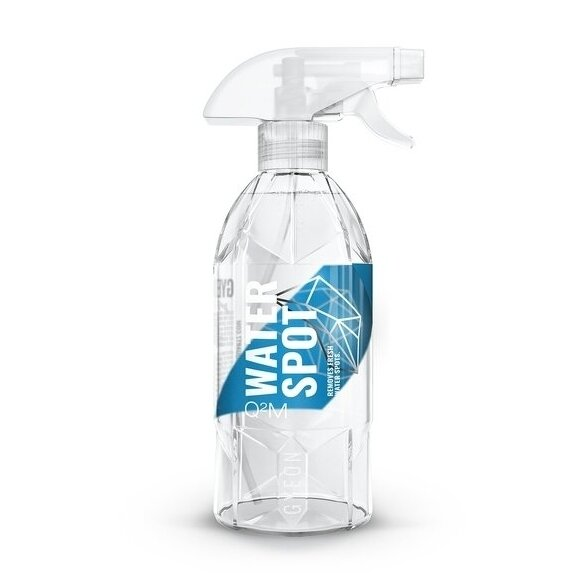 WATER
SPOT
REMOVES FRESH
WATER SPOTS
Q²M
GYEON